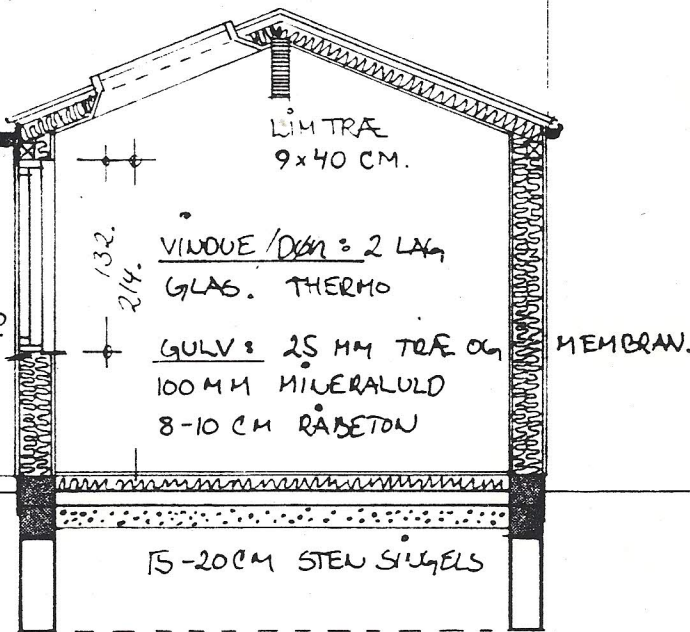 LIMTRÆ
9x40 CM.
132.
214.
VINDUE/DØR: 2 LAG
GLAS. THERMO
GULV: 25 MM TRÆ OG MEMBRAN.
100 MM MINERALULD
8-10 CM RÅBETON
15-20CM STEN SINGELS